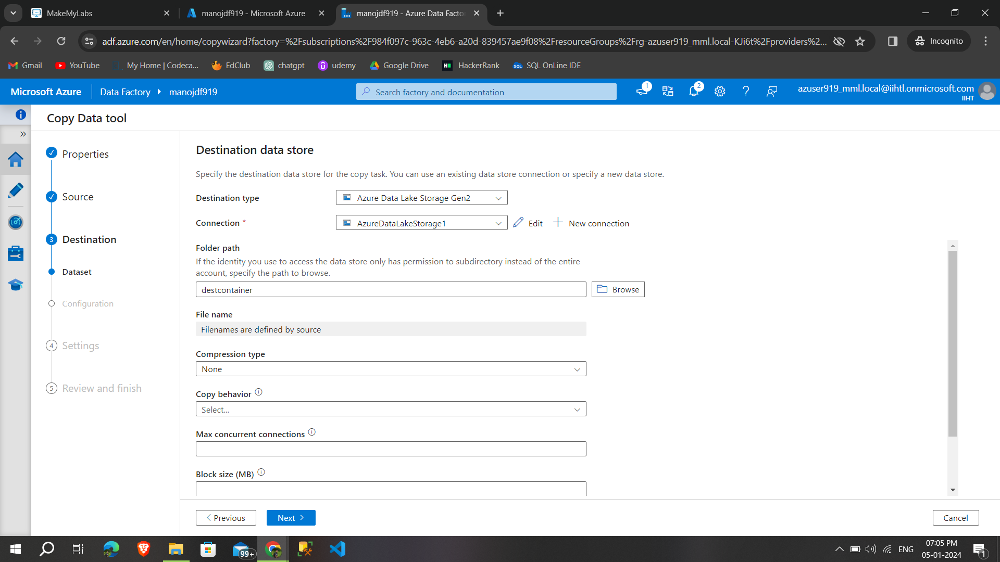 MakeMyLabs
manojdf919 - Microsoft Azure
manojdf919 - Azure Data Facto
adf.azure.com/en/home/copywizard?factory=%2Fsubscriptions%2F984f097c-963c-4eb6-a20d-839457ae9f08%2FresourceGroups%2Frg-azuser919_mml.local-KJi6t%2Fproviders%2...
Incognito
Gmail
YouTube
My Home | Codeca...
EdClub
chatgpt
udemy
Google Drive
HackerRank
SQL OnLine IDE
Microsoft Azure
Data Factory
manojdf919
Search factory and documentation
1
2
azuser919_mml.local@iihtl.onmicrosoft.com
IIHT
Copy Data tool
Properties
Source
3 Destination
Dataset
Configuration
4 Settings
5 Review and finish
Destination data store
Specify the destination data store for the copy task. You can use an existing data store connection or specify a new data store.
Destination type
Azure Data Lake Storage Gen2
Connection *
AzureDataLakeStorage1
Edit
New connection
Folder path
If the identity you use to access the data store only has permission to subdirectory instead of the entire
account, specify the path to browse.
destcontainer
Browse
File name
Filenames are defined by source
Compression type
None
Copy behavior
Select...
Max concurrent connections
Block size (MB)
Previous
Next
Cancel
99+
ENG
07:05 PM
05-01-2024
1